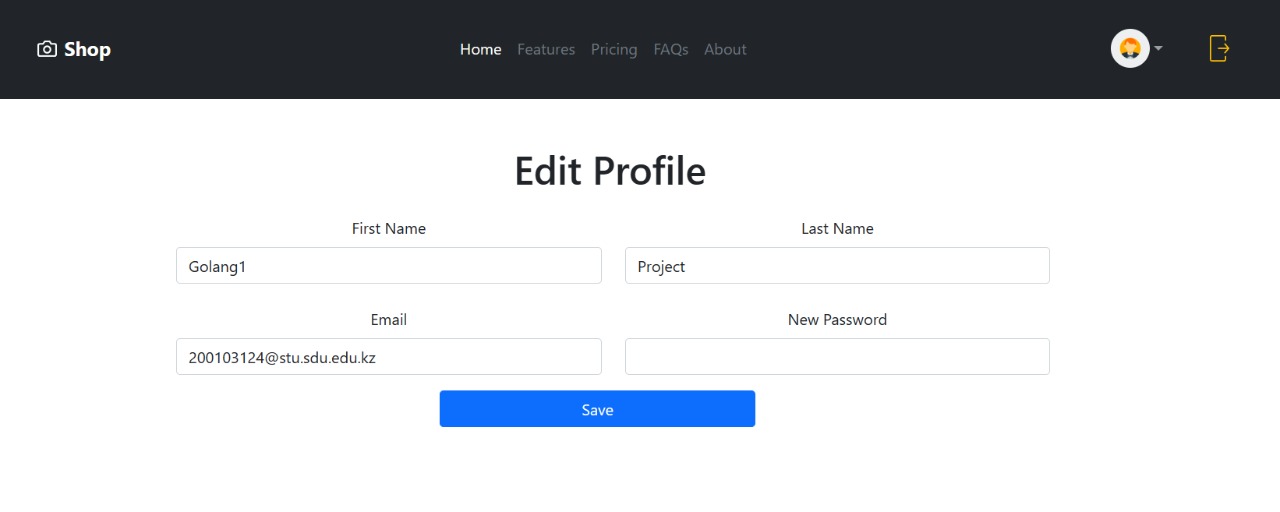 Shop
Home Features Pricing FAQs About
Edit Profile
First Name Last Name
Golang1 Project
Email New Password
200103124@stu.sdu.edu.kz
Save